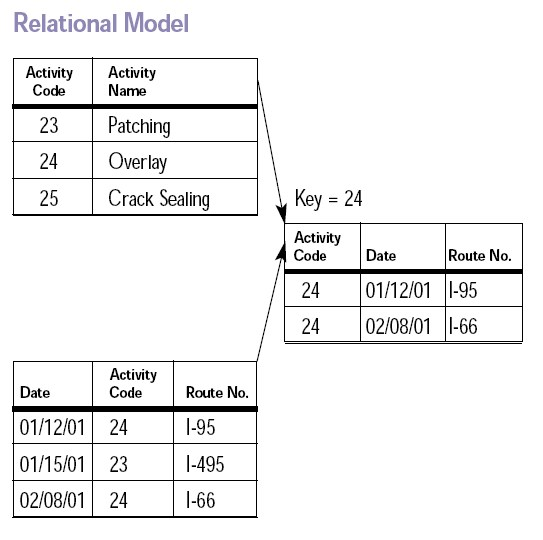 Relational Model
Activity Code Activity Name
23 Patching
24 Overlay
25 Crack Sealing
Key = 24
Activity Code Date Route No.
24 01/12/01 I-95
24 02/08/01 I-66
Date Activity Code Route No.
01/12/01 24 I-95
01/15/01 23 I-495
02/08/01 24 I-66